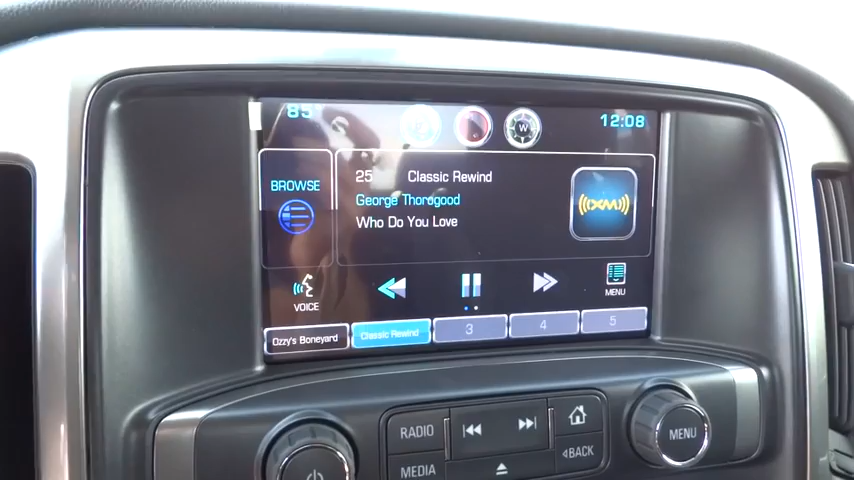 85°
W
12:08
BROWSE
25 Classic Rewind
George Thorogood
Who Do You Love
((XM))
VOICE
MENU
Ozzy's Boneyard
Classic Rewind
3
4
5
RADIO
MEDIA
BACK
MENU